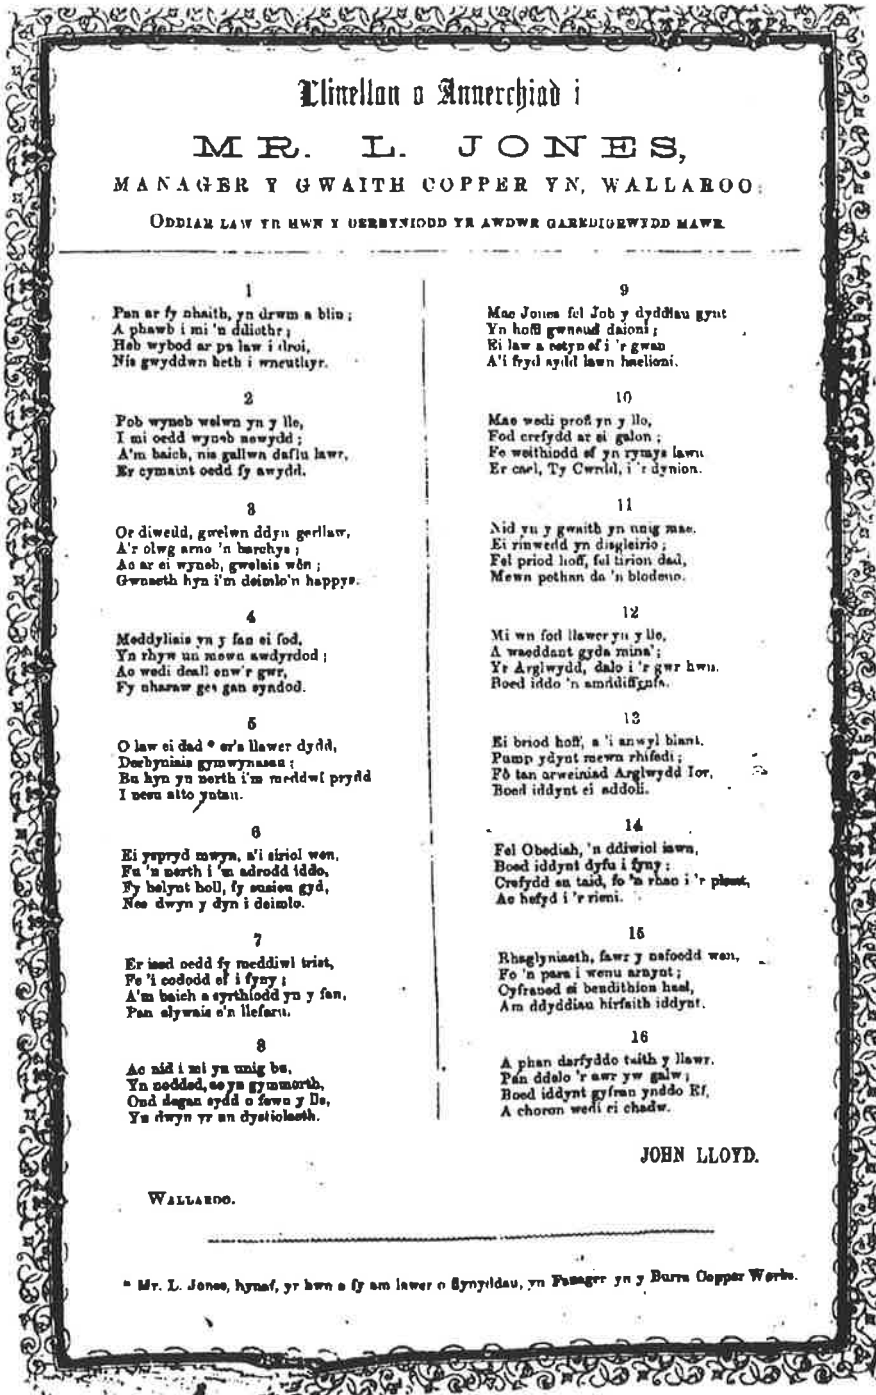 Llinellau o Annerchiad i
MR. L. JONES,
MANAGER Y GWAITH COPPER YN, WALLAROO:
ODDIAR LAW YR HWN Y DERBYNIODD YR AWDWR GAREDIGRWYDD MAWR
1
Pan ar fy nhaith, yn drwm a blin;
A phawb i mi 'n ddiethr;
Heb wybod ar pa law i droi,
Nis gwyddwn beth i wneuthyr.
2
Pob wyneb welwn yn y lle,
I mi oedd wyneb newydd;
A'm baich, nis gallwn daflu lawr,
Er cymaint oedd fy awydd.
3
Or diwedd, gwelwn ddyn gerllaw,
A'r olwg arno 'n barchys;
Ac ar ei wyneb, gwelais wên;
Gwnaeth hyn i'm deimlo'n happys.
4
Meddyliais yn y fan ei fod,
Yn rhyw un mewn awdyrdod;
Ac wedi deall enw'r gwr,
Fy nharaw ges gan syndod.
5
O law ei dad * er's llawer dydd,
Derbyniais gymwynasau;
Bu hyn yn nerth i'm meddwl prydd
I nesu atto yntau.
6
Ei yspryd mwyn, a'i siriol wen,
Fu 'n nerth i 'm adrodd iddo,
Fy helynt holl, fy eusieu gyd,
Nes dwyn y dyn i deimlo.
7
Er ised oedd fy meddiwl trist,
Fe 'i cododd ef i fyny;
A'm baich a syrthiodd yn y fan,
Pan clywais e'n llefaru.
8
Ac nid i mi yn unig bu,
Yn nodded, ac yn gymmorth,
Ond degau sydd o fewn y lle,
Yn dwyn yr un dystiolaeth.
9
Mae Jones fel Job y dyddiau gynt
Yn hoffi gwneud daioni;
Ei law a estyn ef i 'r gwan
A'i fryd sydd lawn haelioni.
10
Mae wedi profi yn y lle,
Fod crefydd ar ei galon;
Fe weithiodd ef yn rymys iawn
Er cael, Ty Cwrdd, i 'r dynion.
11
Nid yn y gwaith yn unig mae.
Ei rinwedd yn disgleirio;
Fel priod hoff, ful tirion dad,
Mewn pethau da 'n blodeuo.
12
Mi wn fod llawer yn y lle,
A waeddant gyda mina';
Yr Arglwydd, dalo i 'r gwr hwn.
Boed iddo 'n amddiffynfa.
13
Ei briod hoff, a 'i anwyl blant.
Pump ydynt mewn rhifedi;
Fô tan arweiniad Arglwydd Ior,
Boed iddynt ei addoli.
14
Fel Obediah, 'n ddiwiol iawn,
Boed iddynt dyfu i fyny;
Crefydd eu taid, fo 'n rhan i 'r plant,
Ac hefyd i 'r rieni.
15
Rhaglyniaeth, fawr y nefoedd wen,
Fo 'n para i wenu arnynt;
Cyfraned ei bendithion hael,
Am ddyddiau hirfaith iddynt.
16
A phan darfyddo taith y llawr.
Pan ddelo 'r awr yw galw;
Boed iddynt gyfran ynddo Ef,
A choron wedi ei chadw.
JOHN LLOYD.
WALLAROO.
* Mr. L. Jones, hynaf, yr hwn a fy am lawer o flynyddau, yn Fanager yn y Burra Copper Works.